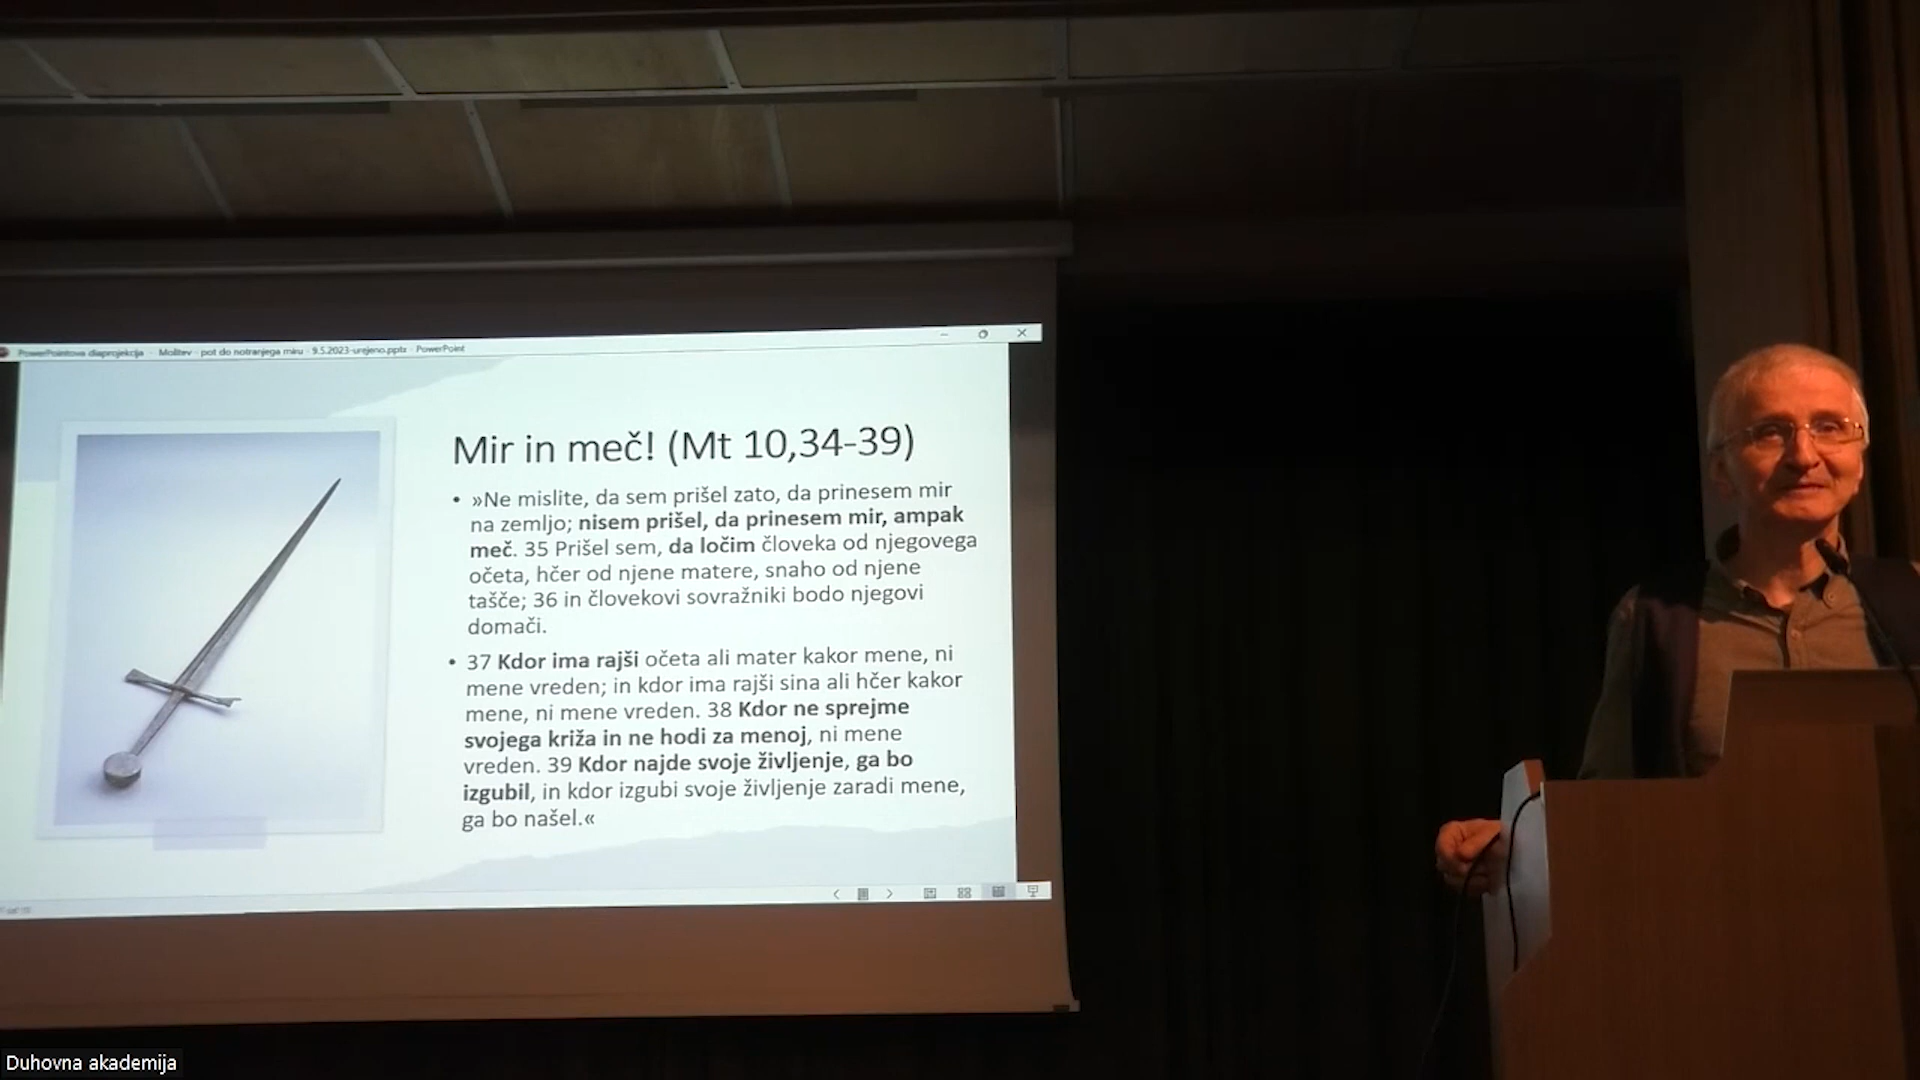 PowerPointova diaprojekcija - Molitev - pot do notranjega miru - 9.5.2023-urejeno.pptx - PowerPoint
Mir in meč! (Mt 10,34-39)
• »Ne mislite, da sem prišel zato, da prinesem mir
na zemljo; nisem prišel, da prinesem mir, ampak
meč. 35 Prišel sem, da ločim človeka od njegovega
očeta, hčer od njene matere, snaho od njene
tašče; 36 in človekovi sovražniki bodo njegovi
domači.
• 37 Kdor ima rajši očeta ali mater kakor mene, ni
mene vreden; in kdor ima rajši sina ali hčer kakor
mene, ni mene vreden. 38 Kdor ne sprejme
svojega križa in ne hodi za menoj, ni mene
vreden. 39 Kdor najde svoje življenje, ga bo
izgubil, in kdor izgubi svoje življenje zaradi mene,
ga bo našel.«
Duhovna akademija